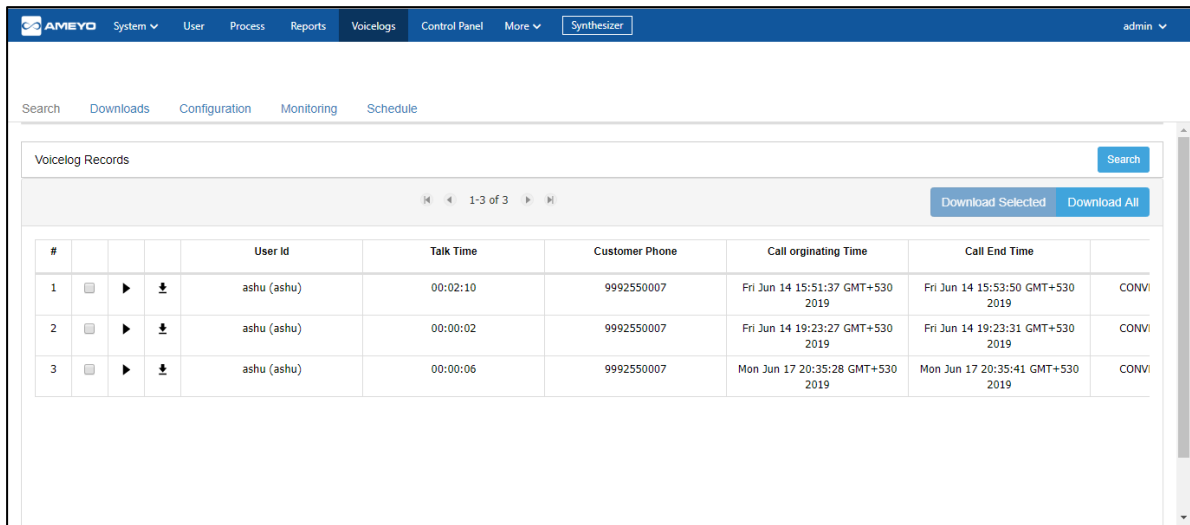 AMEYO System User Process Reports Voicelogs Control Panel More Synthesizer admin
Search Downloads Configuration Monitoring Schedule
Voicelog Records Search
1-3 of 3 Download Selected Download All
# User Id Talk Time Customer Phone Call orginating Time Call End Time
1 ashu (ashu) 00:02:10 9992550007 Fri Jun 14 15:51:37 GMT+530 2019 Fri Jun 14 15:53:50 GMT+530 2019 CONV
2 ashu (ashu) 00:00:02 9992550007 Fri Jun 14 19:23:27 GMT+530 2019 Fri Jun 14 19:23:31 GMT+530 2019 CONV
3 ashu (ashu) 00:00:06 9992550007 Mon Jun 17 20:35:28 GMT+530 2019 Mon Jun 17 20:35:41 GMT+530 2019 CONV